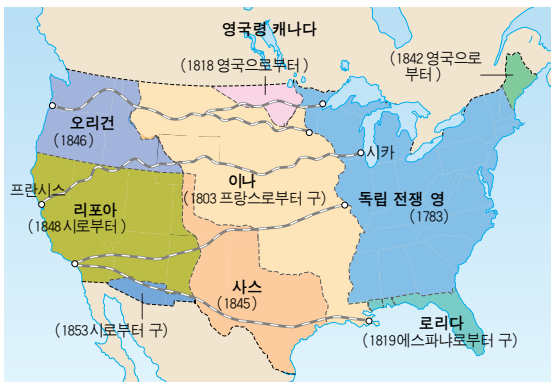 영국령 캐나다
(1818 영국으로부터)
(1842 영국으로
부터)
오리건
(1846)
시카
이나
(1803 프랑스로부터 구)
프란시스
리포아
(1848 시로부터)
독립 전쟁 영
(1783)
사스
(1845)
(1853시로부터 구)
로리다
(1819에스파냐로부터 구)